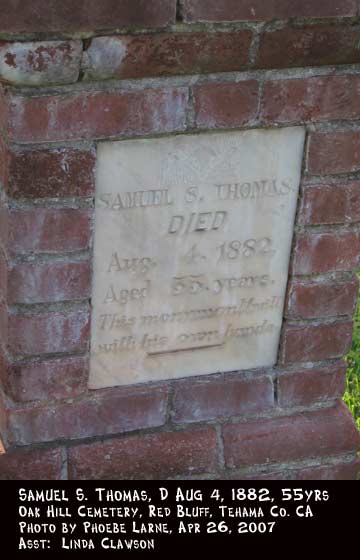 SAMUEL S. THOMAS
DIED
Aug. 4, 1882
Aged 55. years.
This monument built
with his own hands
SAMUEL S. THOMAS, D AUG 4, 1882, 55YRS
OAK HILL CEMETERY, RED BLUFF, TEHAMA CO. CA
PHOTO BY PHOEBE LARNE, APR 26, 2007
ASST: LINDA CLAWSON